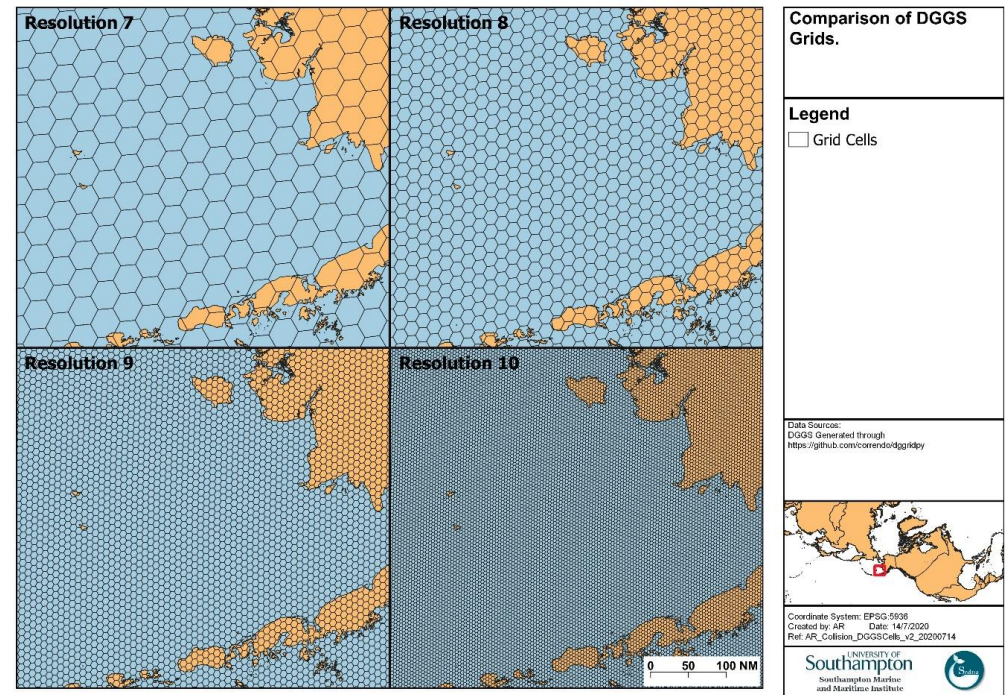 Resolution 7
Resolution 8
Resolution 9
Resolution 10
0 50 100 NM
Comparison of DGGS
Grids.
Legend
Grid Cells
Data Sources:
DGGS Generated through
https://github.com/correndo/dggridpy
Coordinate System: EPSG:5936
Created by: AR Date: 14/7/2020
Ref: AR_Collision_DGGSCells_v2_20200714
UNIVERSITY OF
Southampton
Southampton Marine
and Maritime Institute